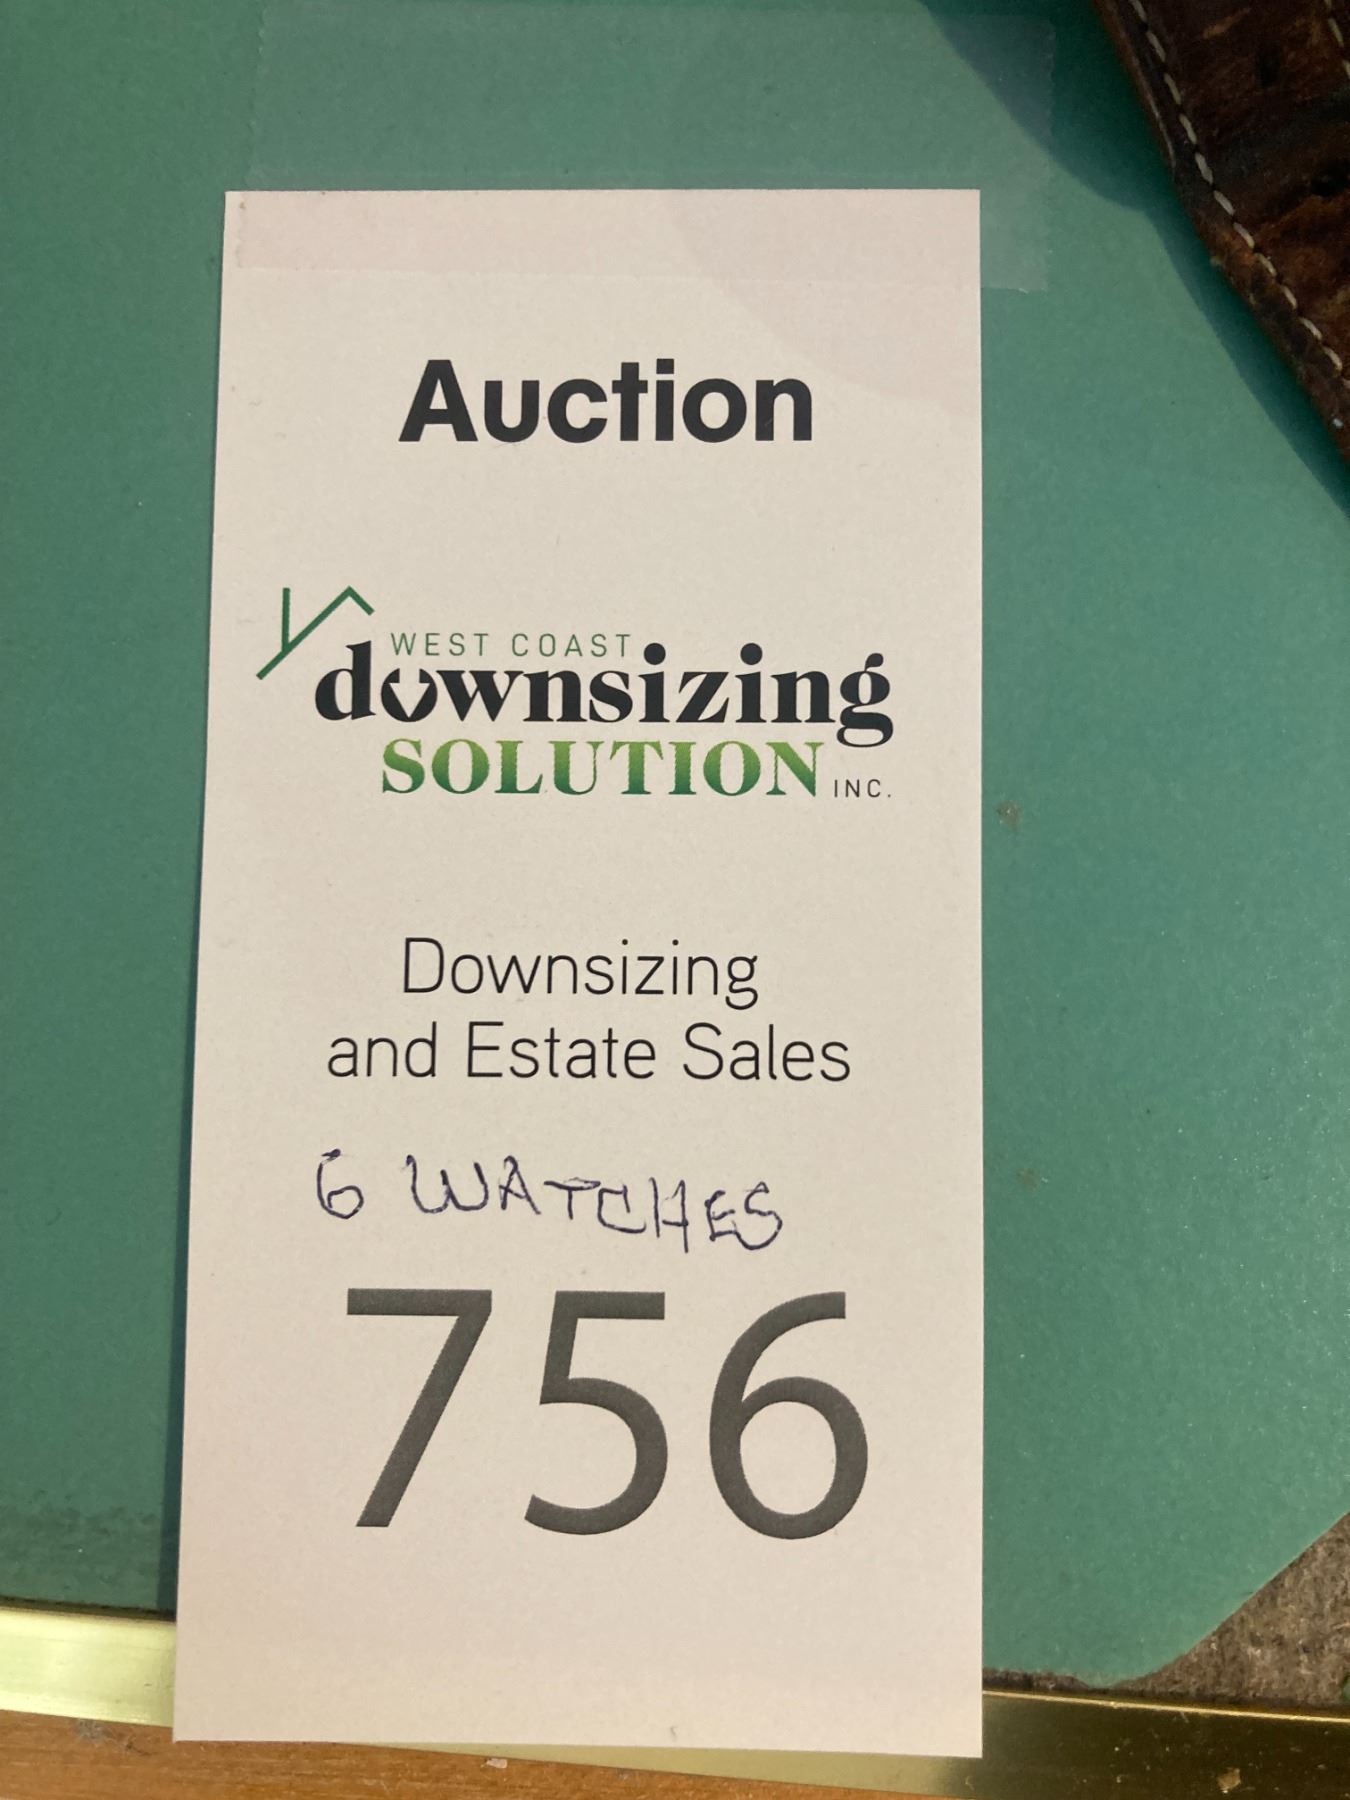 Auction
WEST COAST
downsizing
SOLUTION INC.
Downsizing
and Estate Sales
6 WATCHES
756